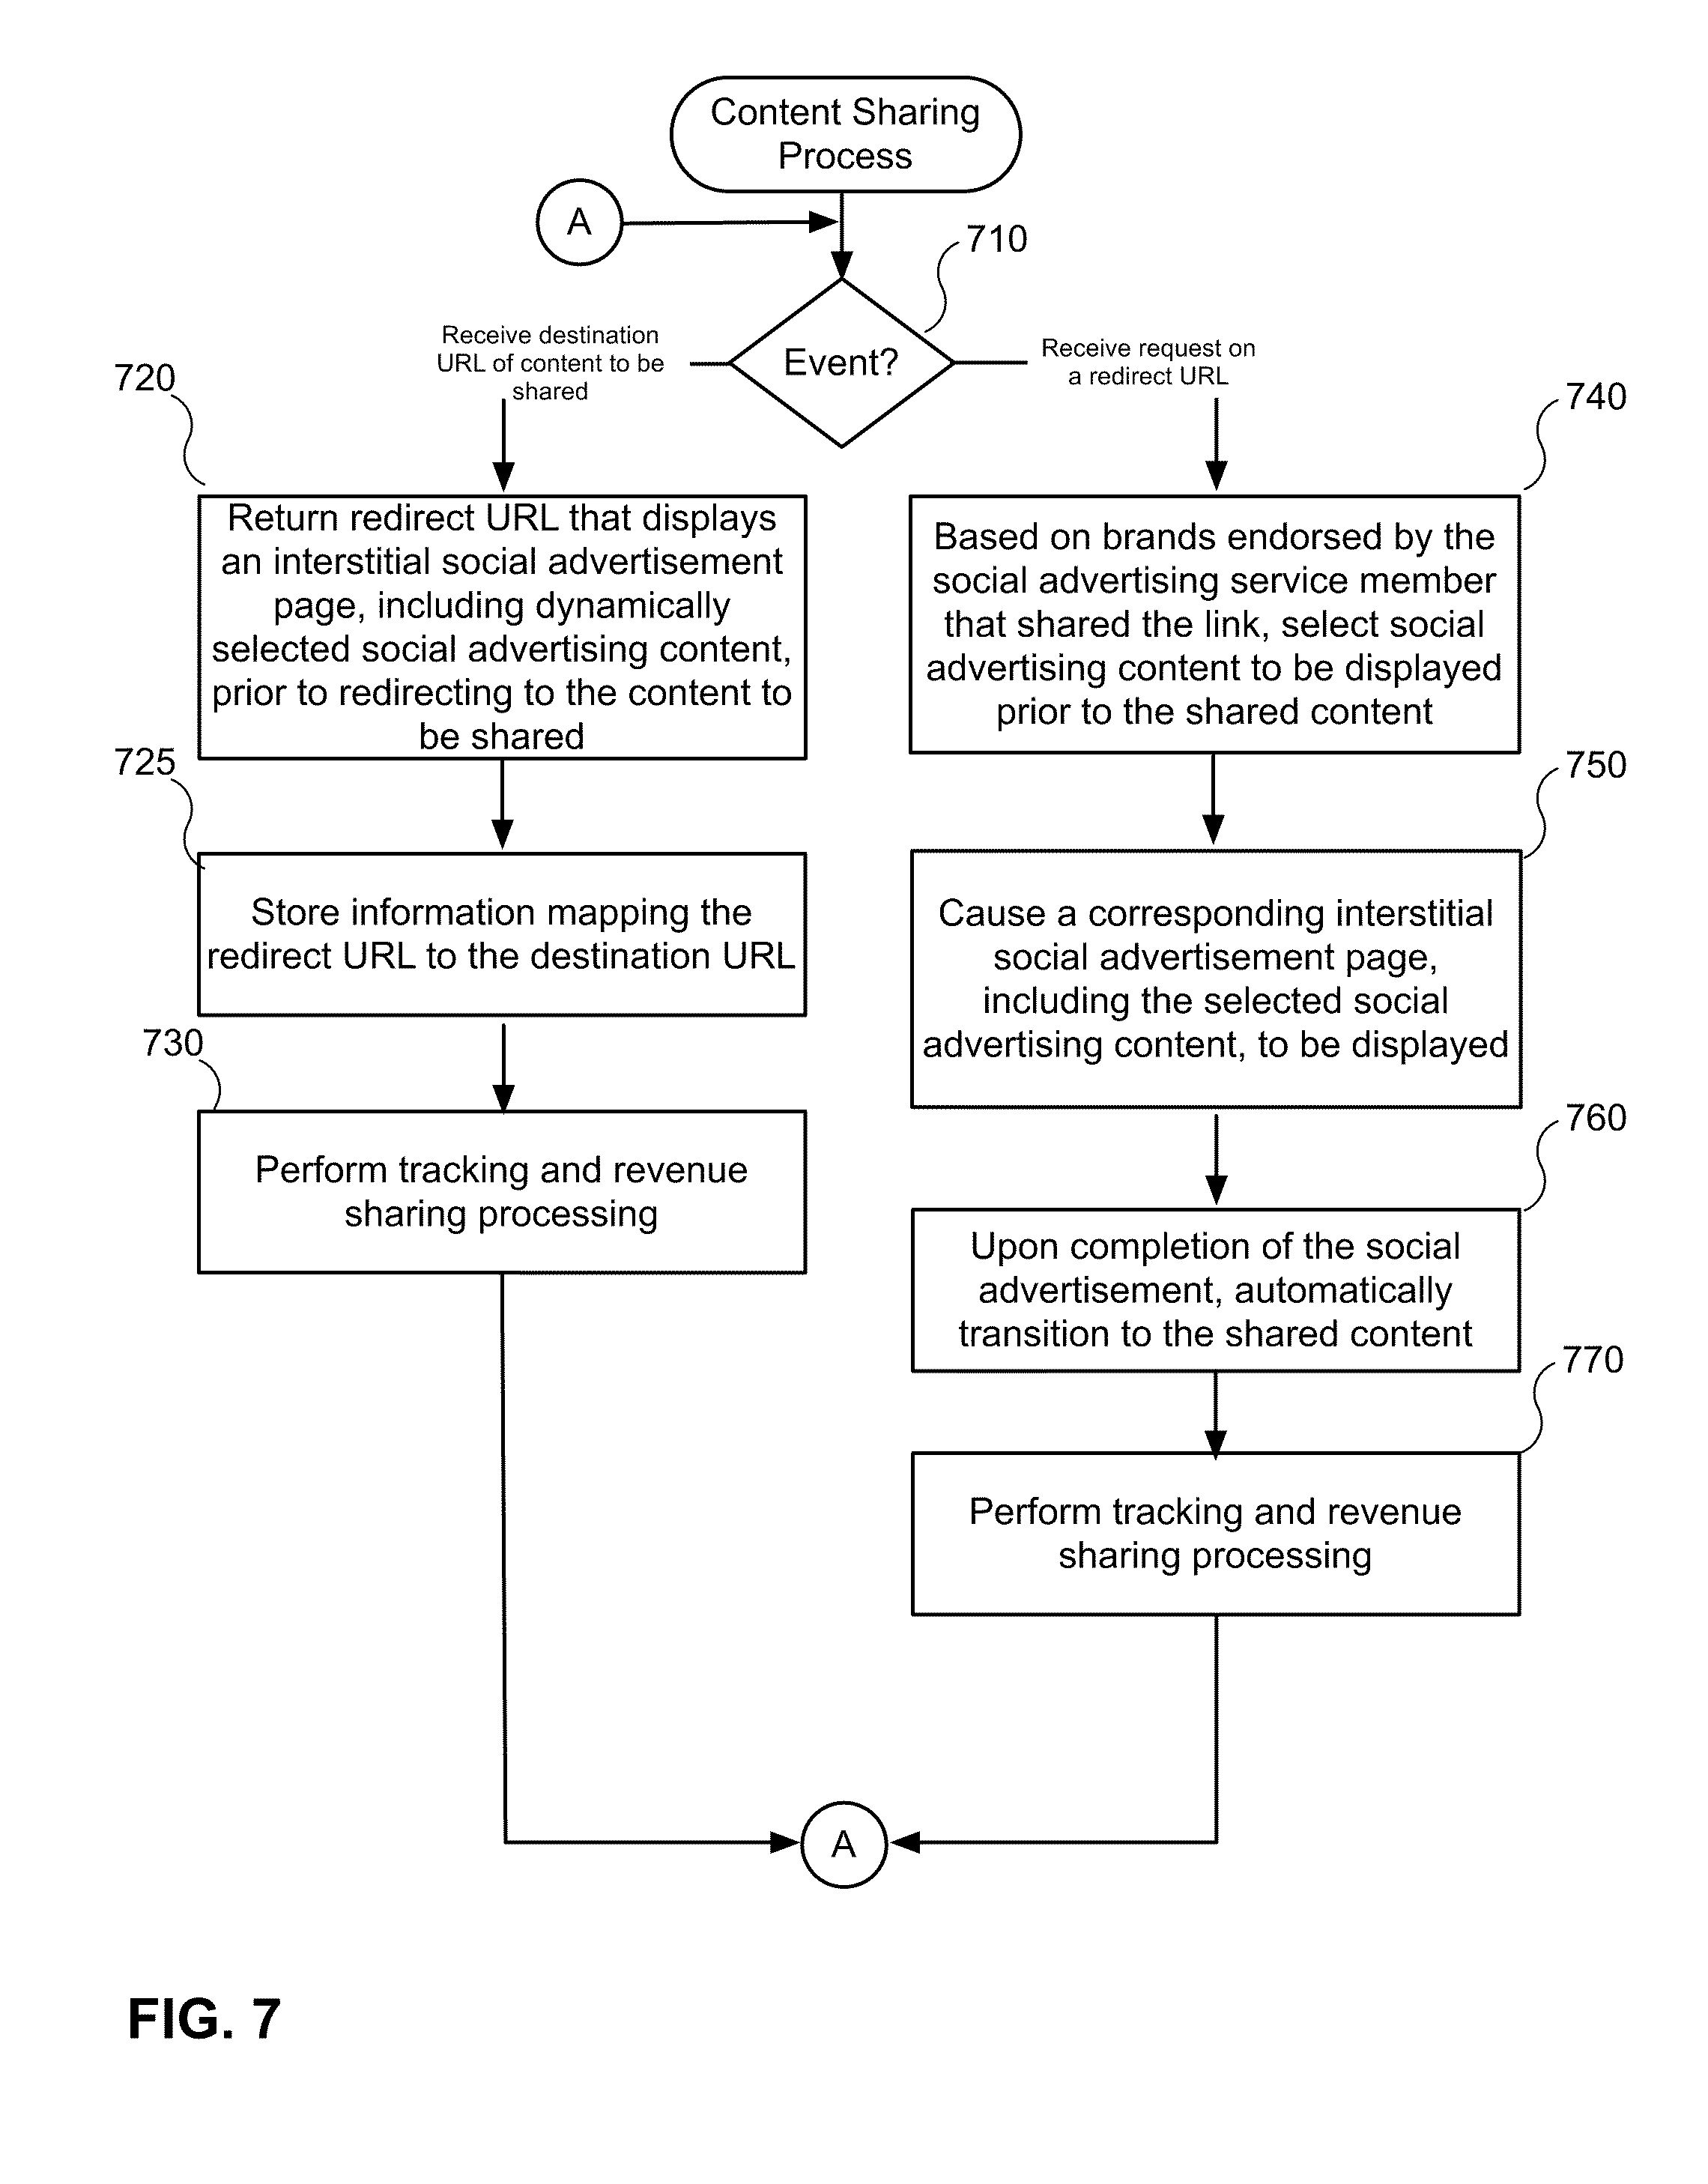 Content Sharing
Process
A
710
Event?
Receive destination
URL of content to be
shared
Receive request on
a redirect URL
720
Return redirect URL that displays
an interstitial social advertisement
page, including dynamically
selected social advertising content,
prior to redirecting to the content to
be shared
725
Store information mapping the
redirect URL to the destination URL
730
Perform tracking and revenue
sharing processing
740
Based on brands endorsed by the
social advertising service member
that shared the link, select social
advertising content to be displayed
prior to the shared content
750
Cause a corresponding interstitial
social advertisement page,
including the selected social
advertising content, to be displayed
760
Upon completion of the social
advertisement, automatically
transition to the shared content
770
Perform tracking and revenue
sharing processing
A
FIG. 7